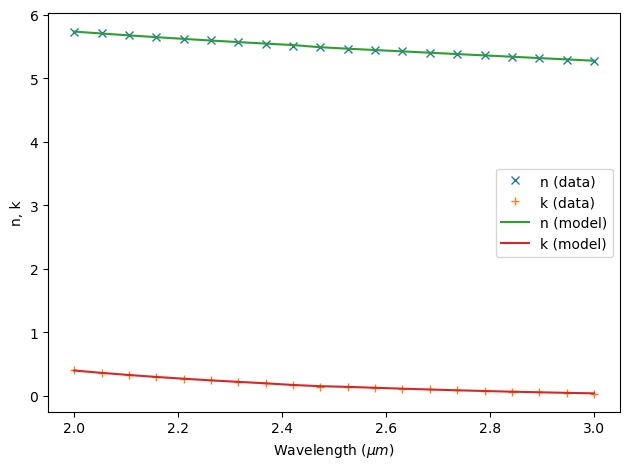 6
5
4
3
2
1
0
n, k
2.0
2.2
2.4
2.6
2.8
3.0
Wavelength (μm)
n (data)
k (data)
n (model)
k (model)